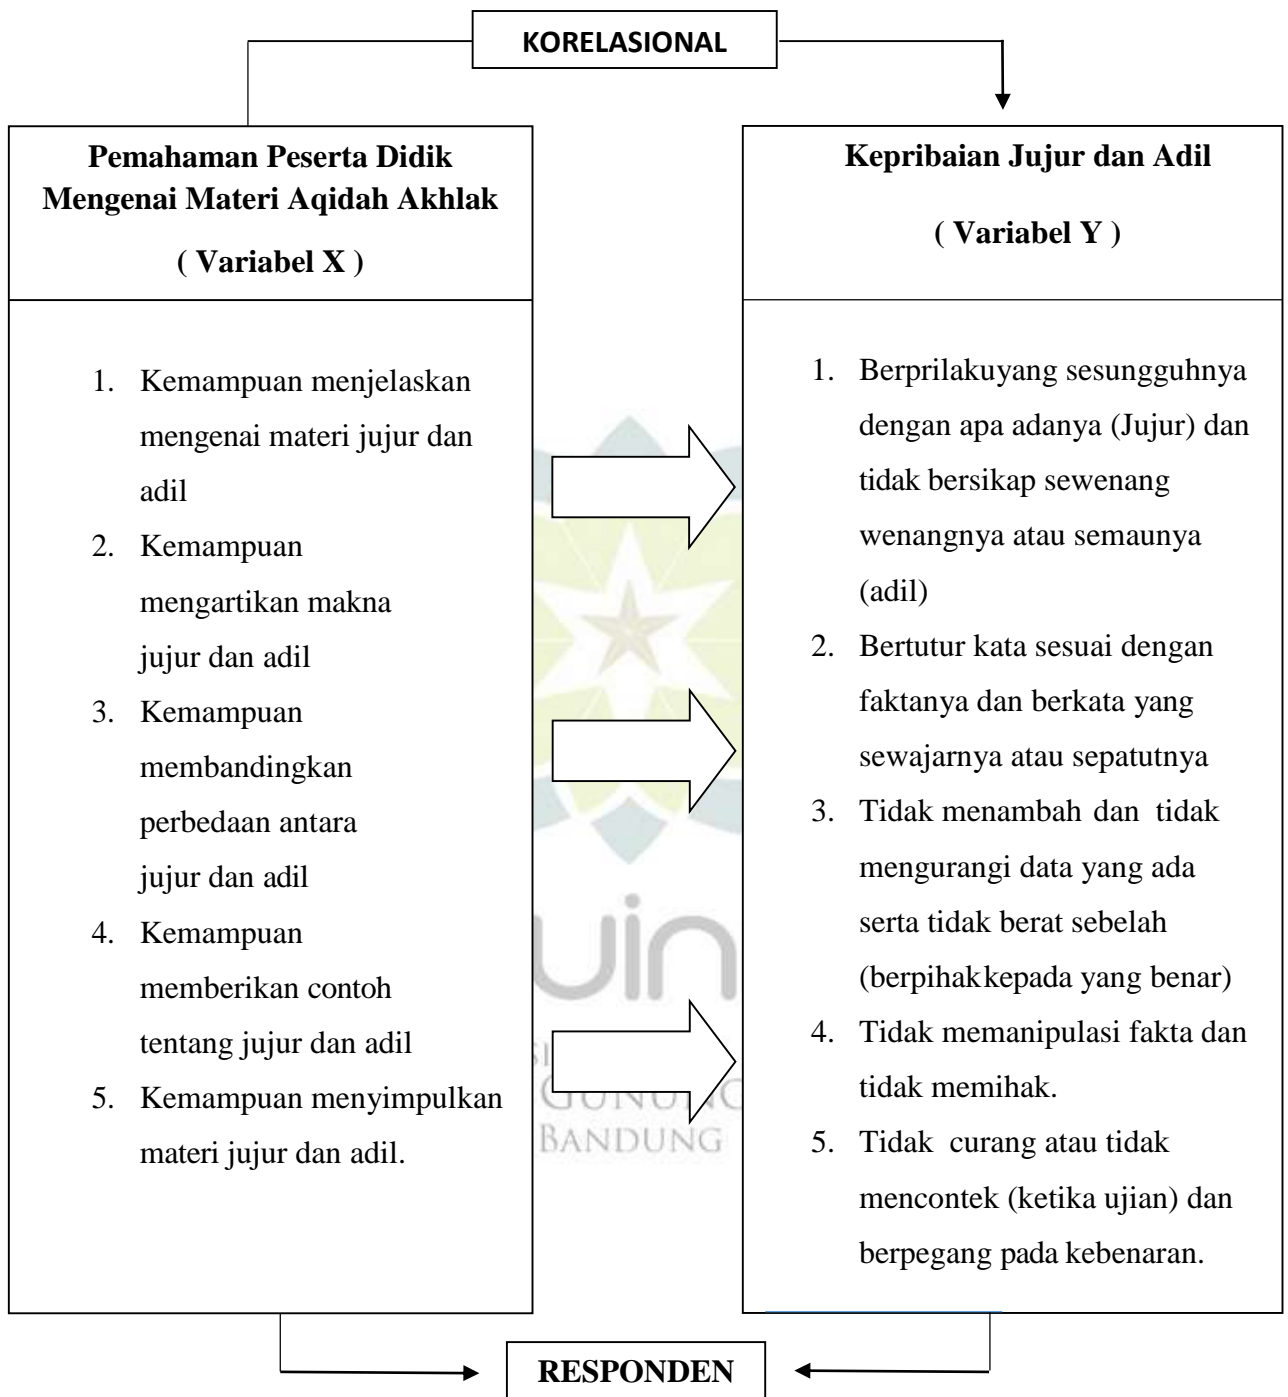 KORELASIONAL
Pemahaman Peserta Didik
Mengenai Materi Aqidah Akhlak
( Variabel X )
1. Kemampuan menjelaskan
mengenai materi jujur dan
adil
2. Kemampuan
mengartikan makna
jujur dan adil
3. Kemampuan
membandingkan
perbedaan antara
jujur dan adil
4. Kemampuan
memberikan contoh
tentang jujur dan adil
5. Kemampuan menyimpulkan
materi jujur dan adil.
Kepribaian Jujur dan Adil
( Variabel Y )
1. Berprilakuyang sesungguhnya
dengan apa adanya (Jujur) dan
tidak bersikap sewenang
wenangnya atau semaunya
(adil)
2. Bertutur kata sesuai dengan
faktanya dan berkata yang
sewajarnya atau sepatutnya
3. Tidak menambah dan tidak
mengurangi data yang ada
serta tidak berat sebelah
(berpihakkepada yang benar)
4. Tidak memanipulasi fakta dan
tidak memihak.
5. Tidak curang atau tidak
mencontek (ketika ujian) dan
berpegang pada kebenaran.
uin
BANDUNG
RESPONDEN